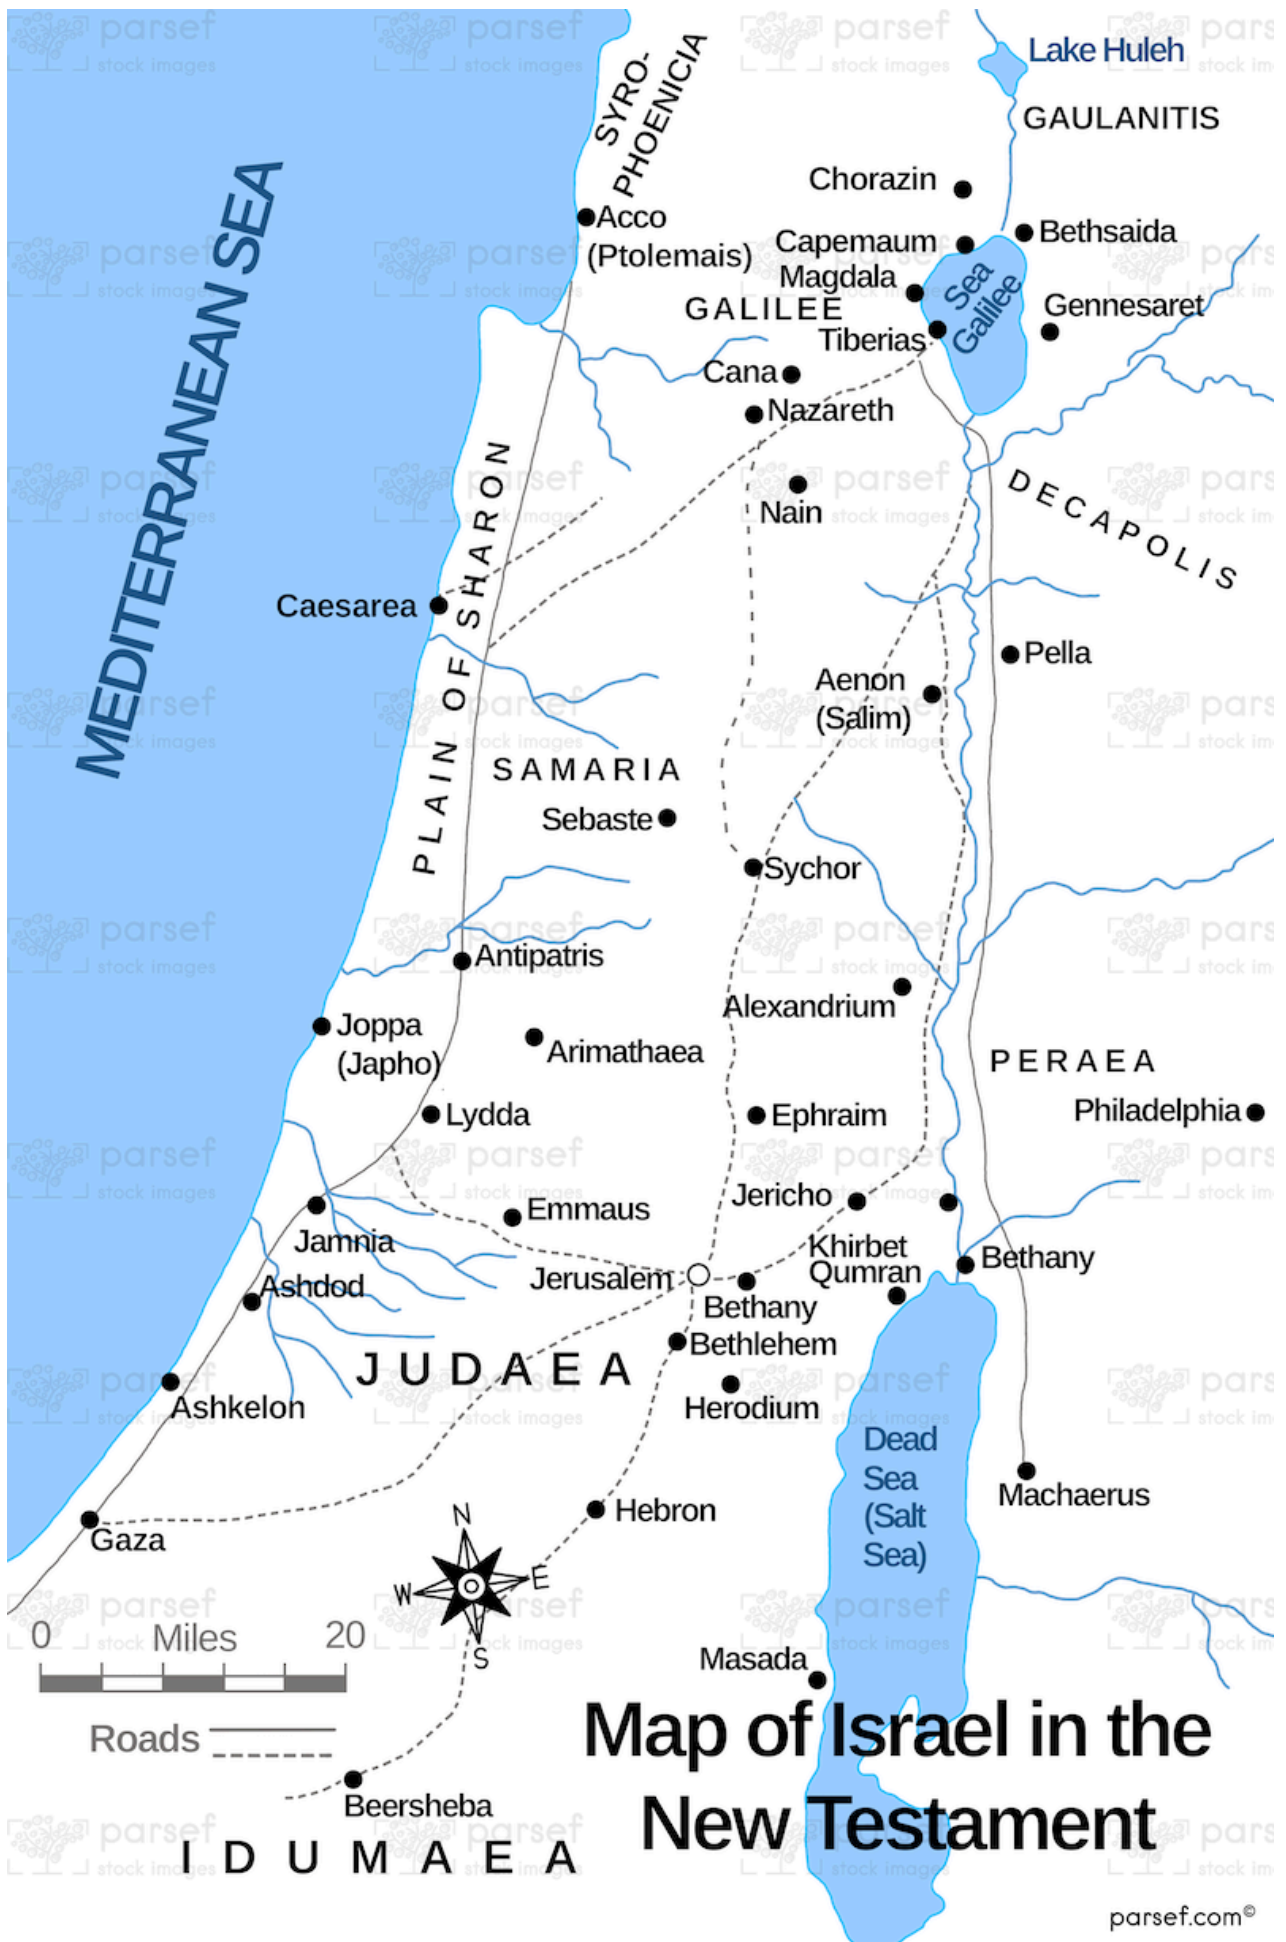 Lake Huleh
SYRO-
PHOENICIA
GAULANITIS
MEDITERRANEAN SEA
Chorazin
Acco
(Ptolemais)
Capemaum
Bethsaida
Magdala
Sea
Galilee
GALILEE
Gennesaret
Tiberias
Cana
Nazareth
Nain
DECAPOLIS
PLAIN OF SHARON
Caesarea
Pella
Aenon
(Salim)
SAMARIA
Sebaste
Sychor
Antipatris
Alexandrium
Joppa
(Japho)
Arimathaea
PERAEA
Lydda
Ephraim
Philadelphia
Jericho
Emmaus
Jamnia
Khirbet
Qumran
Bethany
Jerusalem
Ashdod
Bethany
Bethlehem
JUDAEA
Ashkelon
Herodium
Dead
Sea
(Salt
Sea)
Machaerus
Hebron
Gaza
N
W
E
S
0 Miles 20
Masada
Roads
Map of Israel in the
New Testament
Beersheba
IDUMAEA
parsef.com©
parsef
stock images